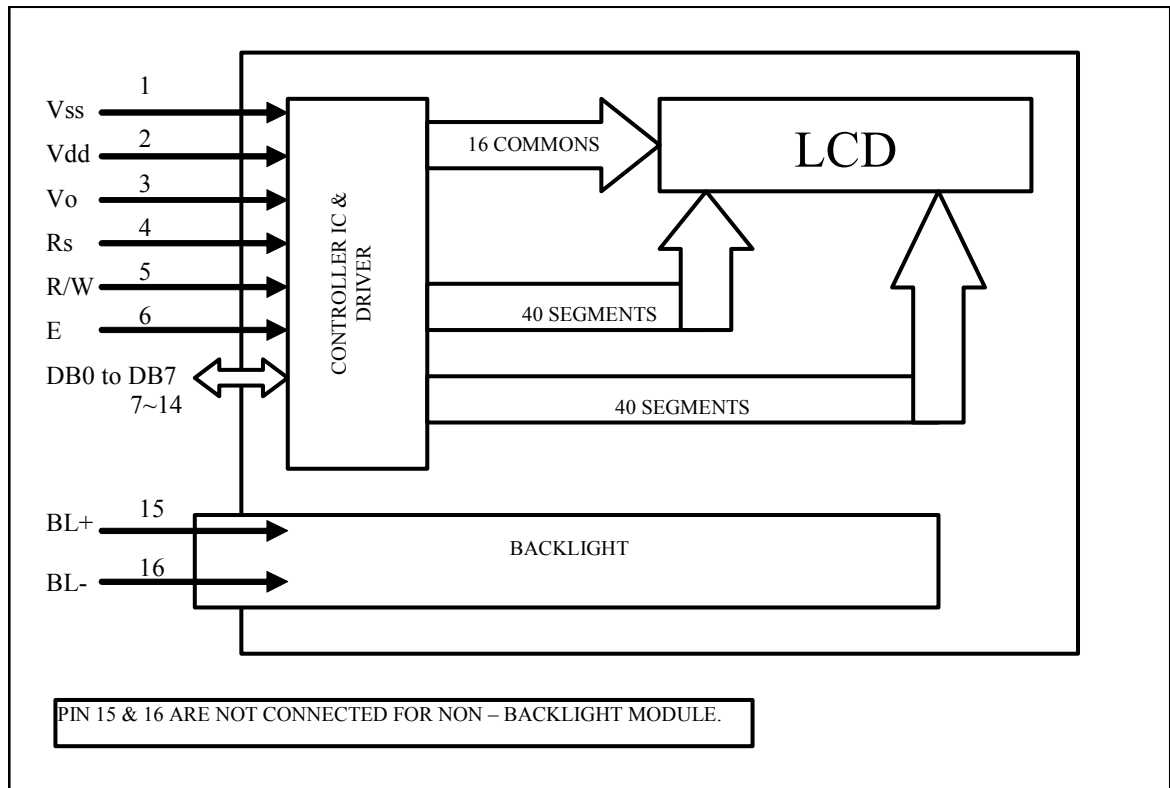 1
Vss
2
Vdd
3
Vo
4
Rs
5
R/W
6
E
DB0 to DB7
7~14
CONTROLLER IC &
DRIVER
16 COMMONS
LCD
40 SEGMENTS
40 SEGMENTS
15
BL+
16
BL-
BACKLIGHT
PIN 15 & 16 ARE NOT CONNECTED FOR NON – BACKLIGHT MODULE.